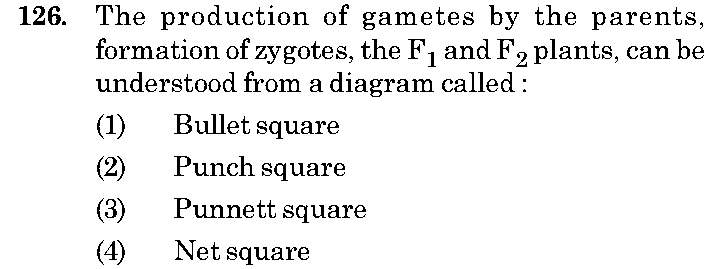 126. The production of gametes by the parents,
formation of zygotes, the F₁ and F₂ plants, can be
understood from a diagram called :
(1) Bullet square
(2) Punch square
(3) Punnett square
(4) Net square